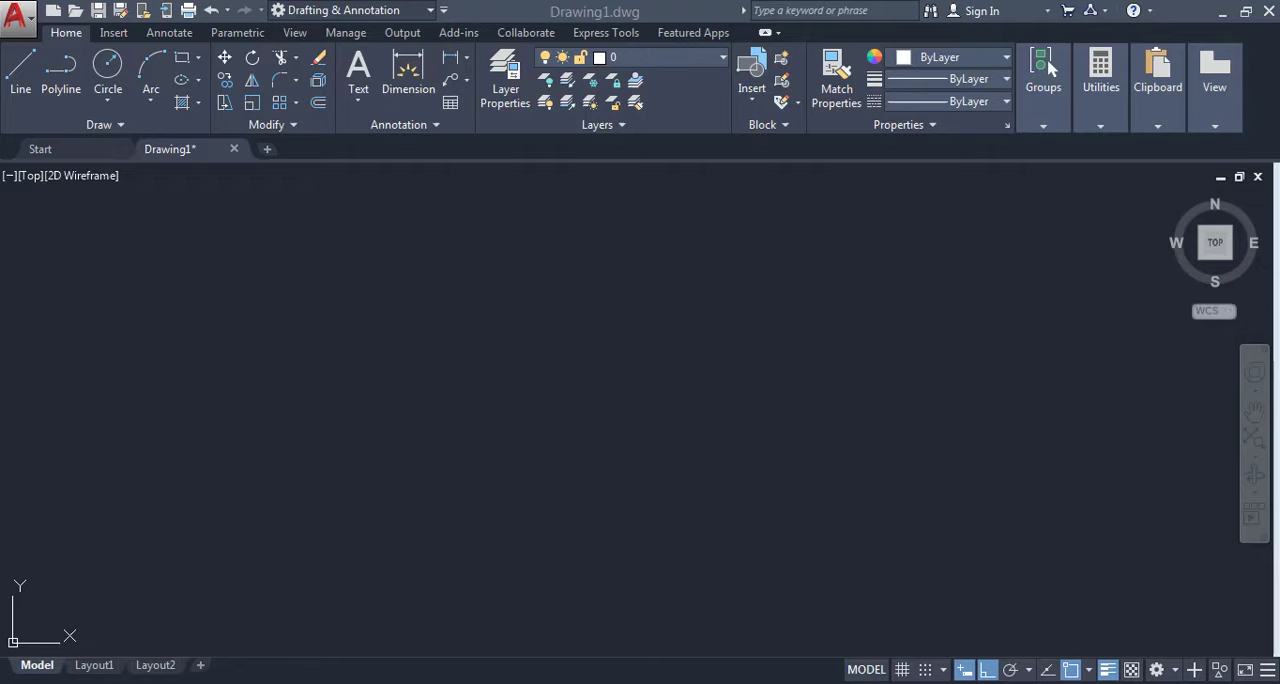 Drafting & Annotation
Drawing1.dwg
Type a keyword or phrase
Sign In
Home Insert Annotate Parametric View Manage Output Add-ins Collaborate Express Tools Featured Apps
Line Polyline Circle Arc
Text Dimension
Layer Properties
0
Insert
Match Properties
ByLayer
ByLayer
ByLayer
Groups Utilities Clipboard View
Draw Modify Annotation Layers Block Properties
Start Drawing1*
[−][Top][2D Wireframe]
N
W TOP E
S
WCS
Y
X
Model Layout1 Layout2
MODEL